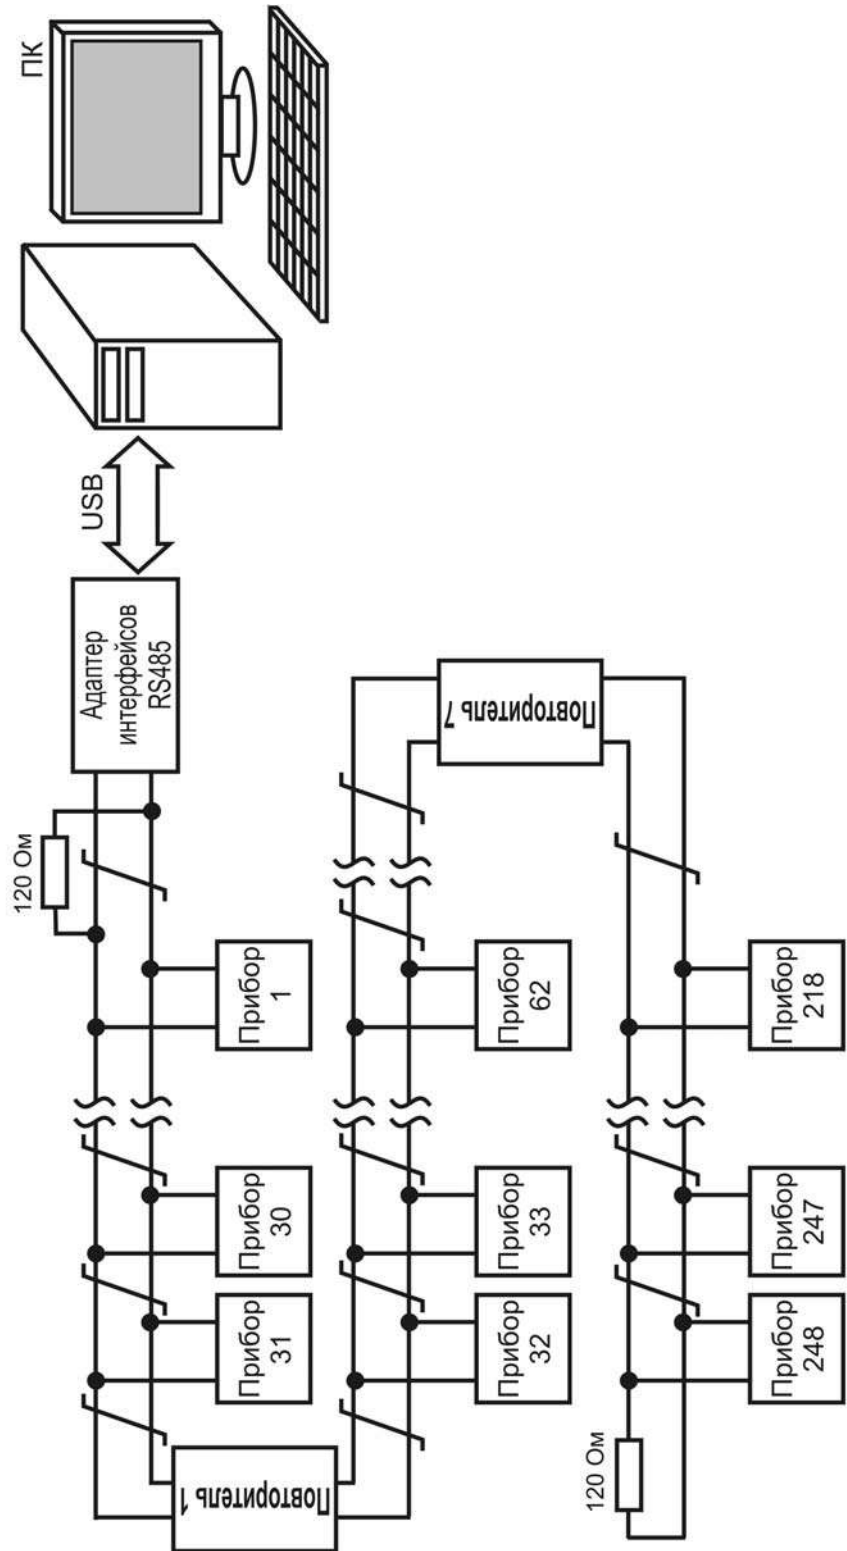 ПК
USB
Адаптер
интерфейсов
RS485
120 Ом
Прибор
1
Прибор
30
Прибор
31
Повторитель 1
Прибор
32
Прибор
33
Прибор
62
Повторитель 7
Прибор
218
Прибор
247
Прибор
248
120 Ом